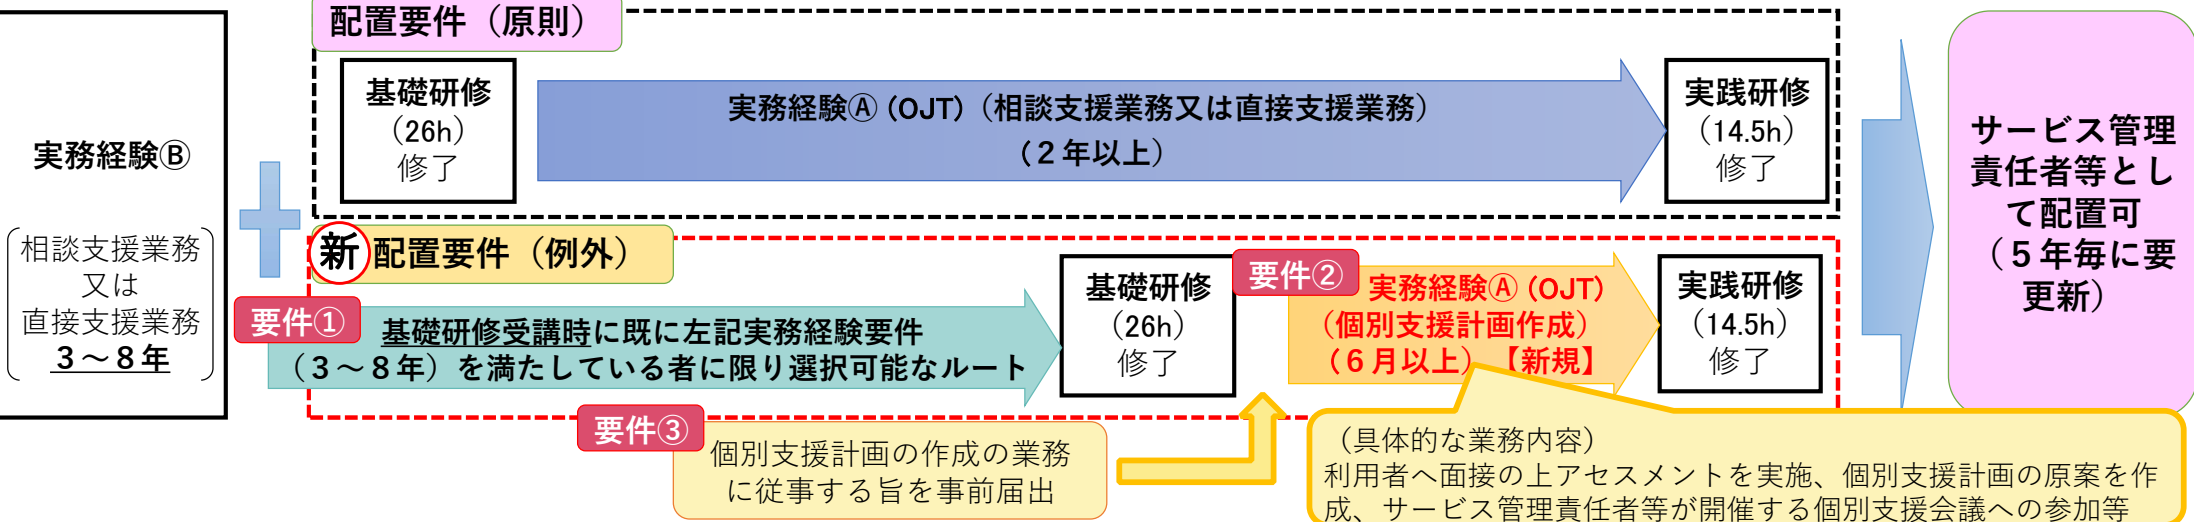 実務経験Ⓑ
相談支援業務
又は
直接支援業務
３～８年
配置要件（原則）
基礎研修
（26h）
修了
実務経験Ⓐ (OJT)（相談支援業務又は直接支援業務）
（２年以上）
実践研修
（14.5h）
修了
新 配置要件（例外）
要件①
基礎研修受講時に既に左記実務経験要件
（３～８年）を満たしている者に限り選択可能なルート
基礎研修
（26h）
修了
要件②
実務経験Ⓐ (OJT)
（個別支援計画作成）
（６月以上）【新規】
実践研修
（14.5h）
修了
要件③
個別支援計画の作成の業務
に従事する旨を事前届出
（具体的な業務内容）
利用者へ面接の上アセスメントを実施、個別支援計画の原案を作
成、サービス管理責任者等が開催する個別支援会議への参加等
サービス管理
責任者等とし
て配置可
（５年毎に要
更新）